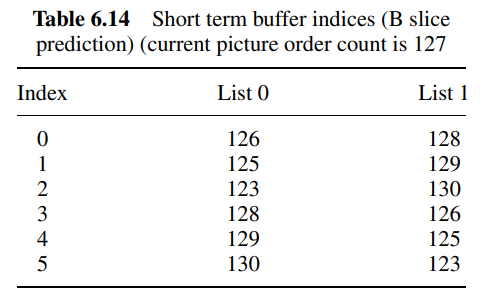 Table 6.14 Short term buffer indices (B slice
prediction) (current picture order count is 127
Index List 0 List 1
0 126 128
1 125 129
2 123 130
3 128 126
4 129 125
5 130 123